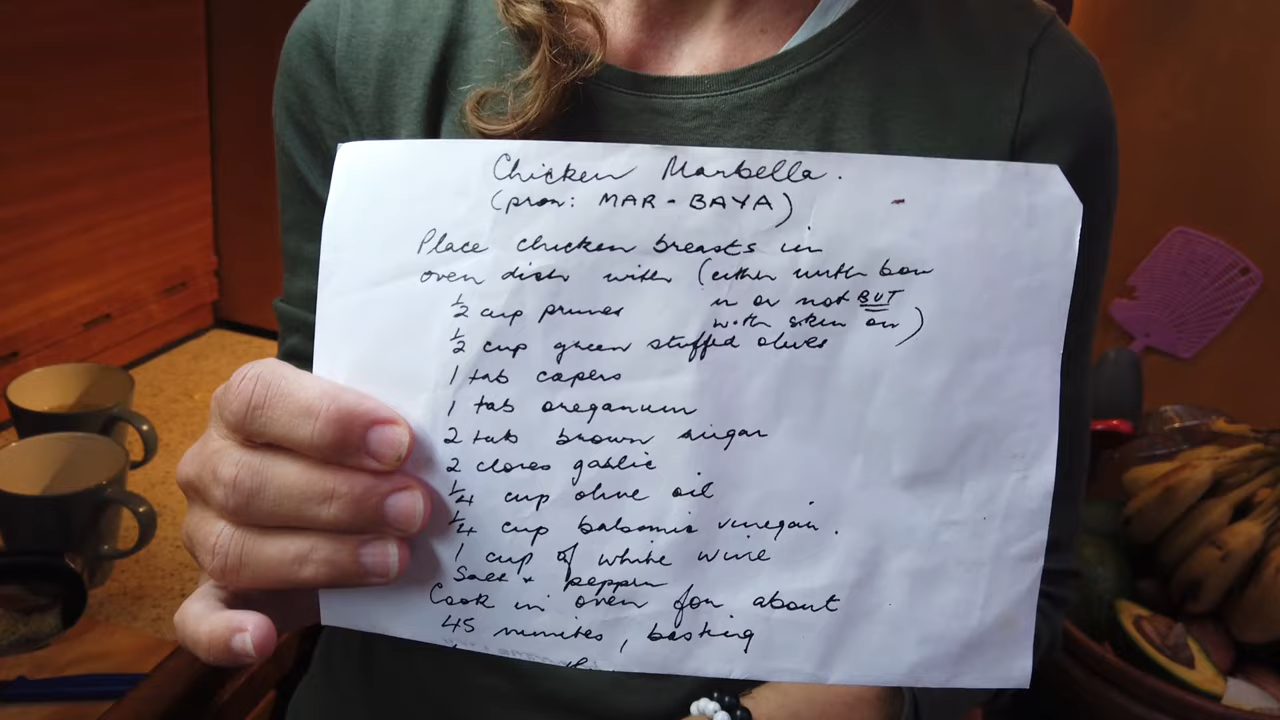 Chicken Marbella.
(pron: MAR - BAYA)
Place chicken breasts in
oven dish with (either with bon
in or not BUT
with skin on)
1/2 cup prunes
1/2 cup green stuffed olives
1 tab capers
1 tab oreganum
2 tab brown sugar
2 cloves garlic
1/4 cup olive oil
1/4 cup balsamic vinegar.
1 cup of white wine
Salt + pepper
Cook in oven for about
45 minutes, basting